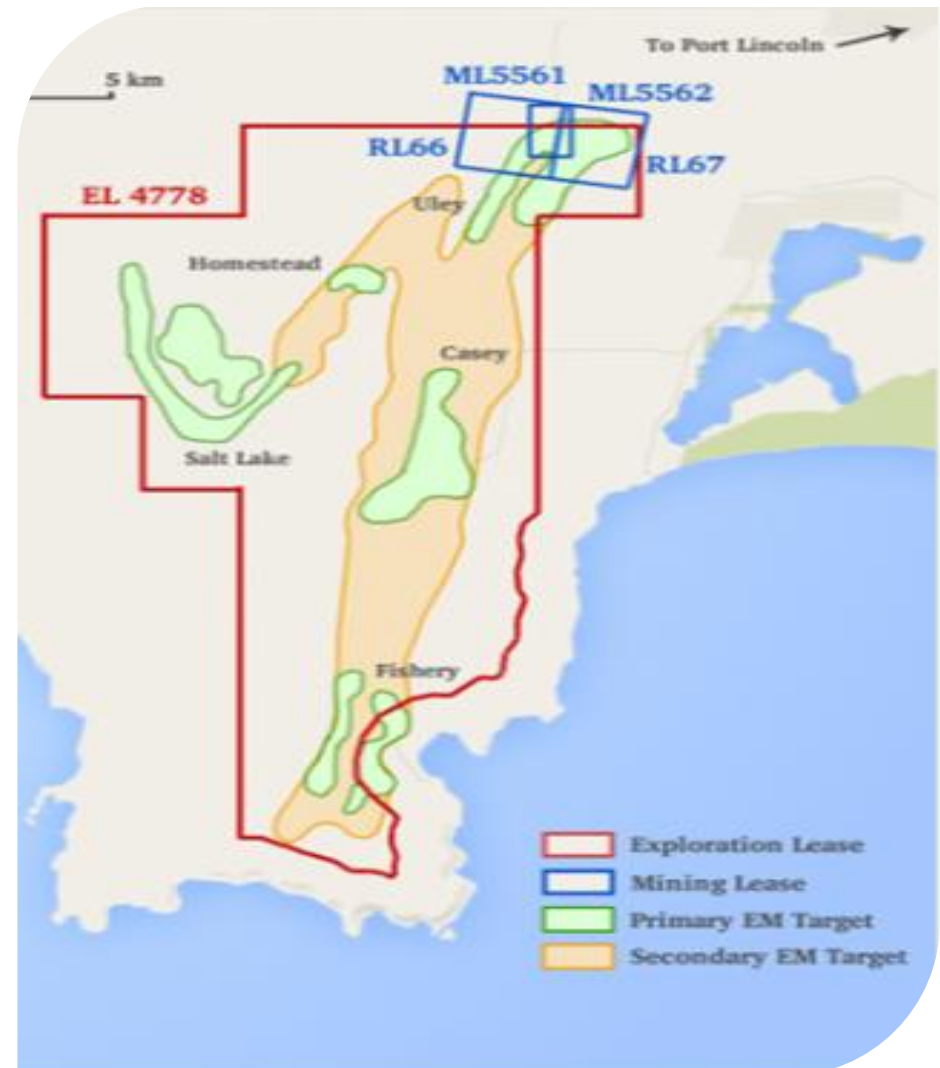 To Port Lincoln
5 km
ML5561
ML5562
RL66
RL67
EL 4778
Uley
Homestead
Casey
Salt Lake
Fishery
Exploration Lease
Mining Lease
Primary EM Target
Secondary EM Target